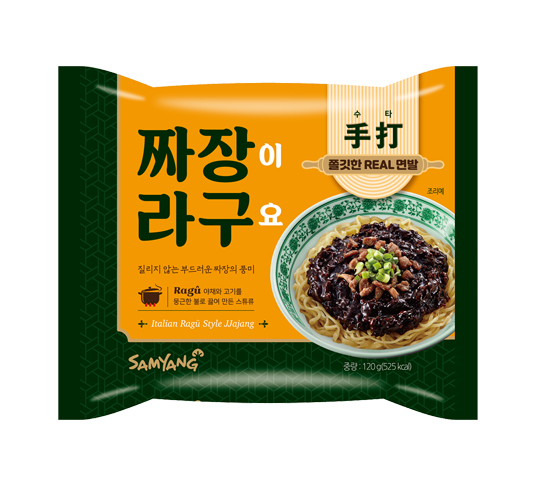 수 타
手打
쫄깃한 REAL 면발
짜장이
라구요
조리예
질리지 않는 부드러운 짜장의 풍미
Ragû 야채와 고기를
뭉근한 불로 끓여 만든 스튜류
Italian Ragû Style JJajang
SAMYANG
중량 : 120 g(525 kcal)